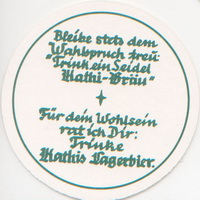 Bleibe stets dem
Wahlspruch treu:
"Trink ein Seidel
Mathi-Bräu"
Für dein Wohlsein
rat ich Dir:
Trinke
Mathis Lagerbier.